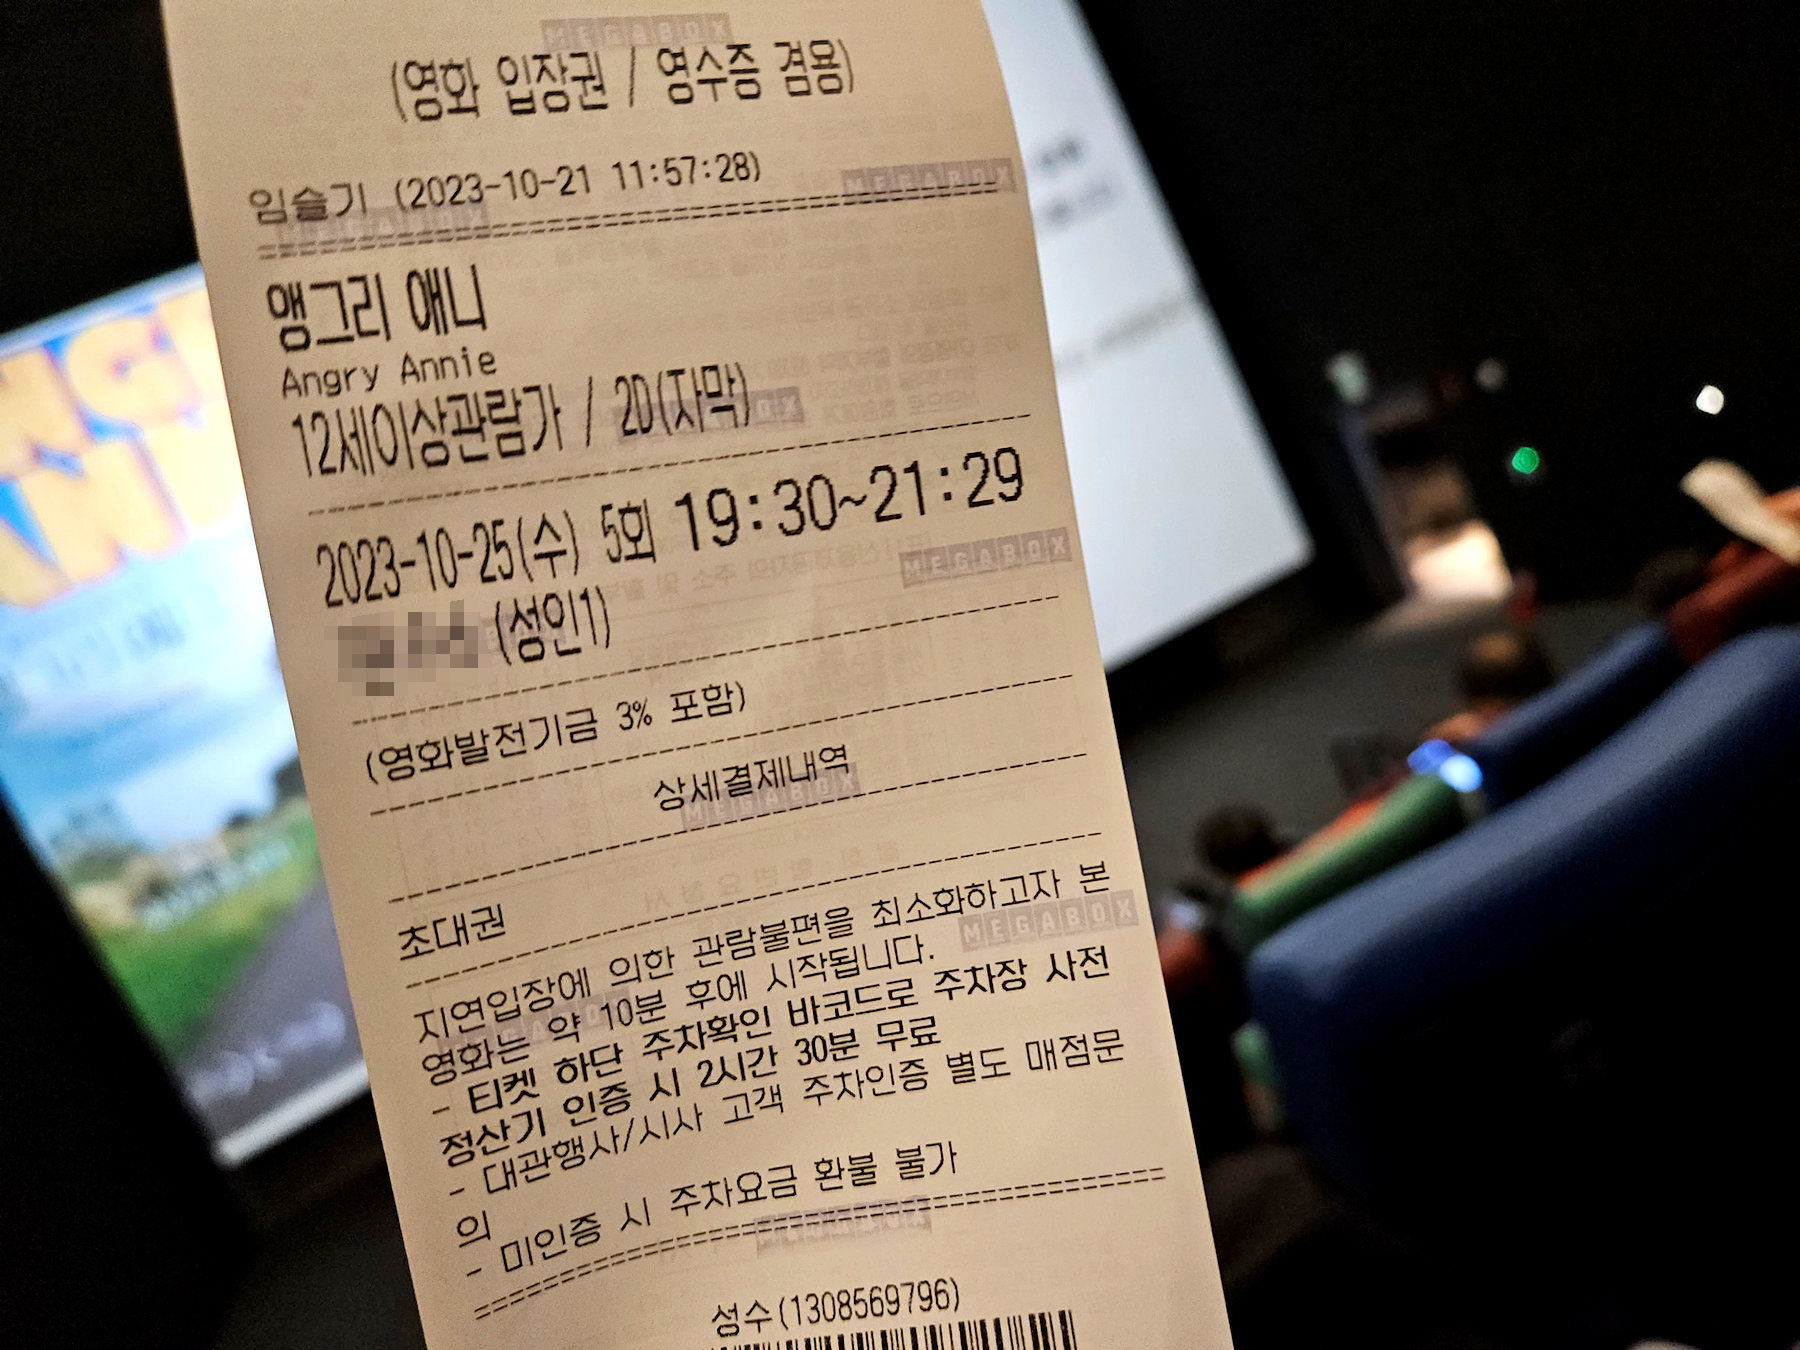 MEGABOX
(영화 입장권 / 영수증 겸용)
임슬기 (2023-10-21 11:57:28)
MEGABOX
MEGABOX
앵그리 애니
Angry Annie
12세이상관람가 / 2D(자막)
2023-10-25(수) 5회 19:30~21:29
MEGABOX
(성인1)
(영화발전기금 3% 포함)
상세결제내역
MEGABOX
초대권
지연입장에 의한 관람불편을 최소화하고자 본
MEGABOX
영화는 약 10분 후에 시작됩니다.
- 티켓 하단 주차확인 바코드로 주차장 사전
정산기 인증 시 2시간 30분 무료
- 대관행사/시사 고객 주차인증 별도 매점문
의
- 미인증 시 주차요금 환불 불가
MEGABOX
성수(1308569796)